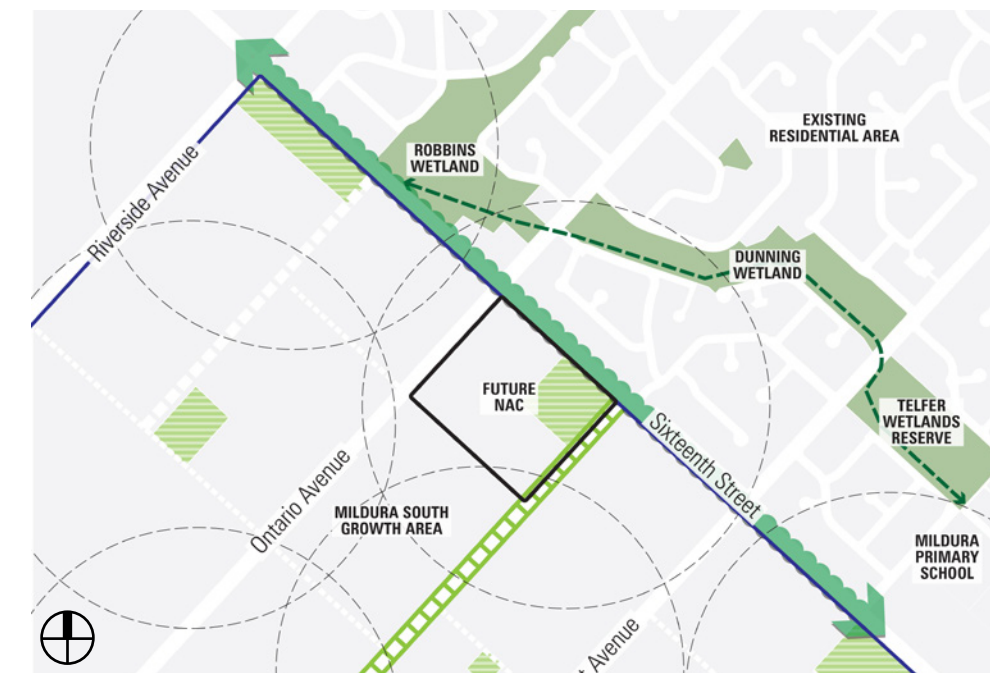 EXISTING
RESIDENTIAL AREA
ROBBINS
WETLAND
Riverside Avenue
DUNNING
WETLAND
FUTURE
NAC
TELFER
WETLANDS
RESERVE
Sixteenth Street
Ontario Avenue
MILDURA SOUTH
GROWTH AREA
MILDURA
PRIMARY
SCHOOL
t Avenue